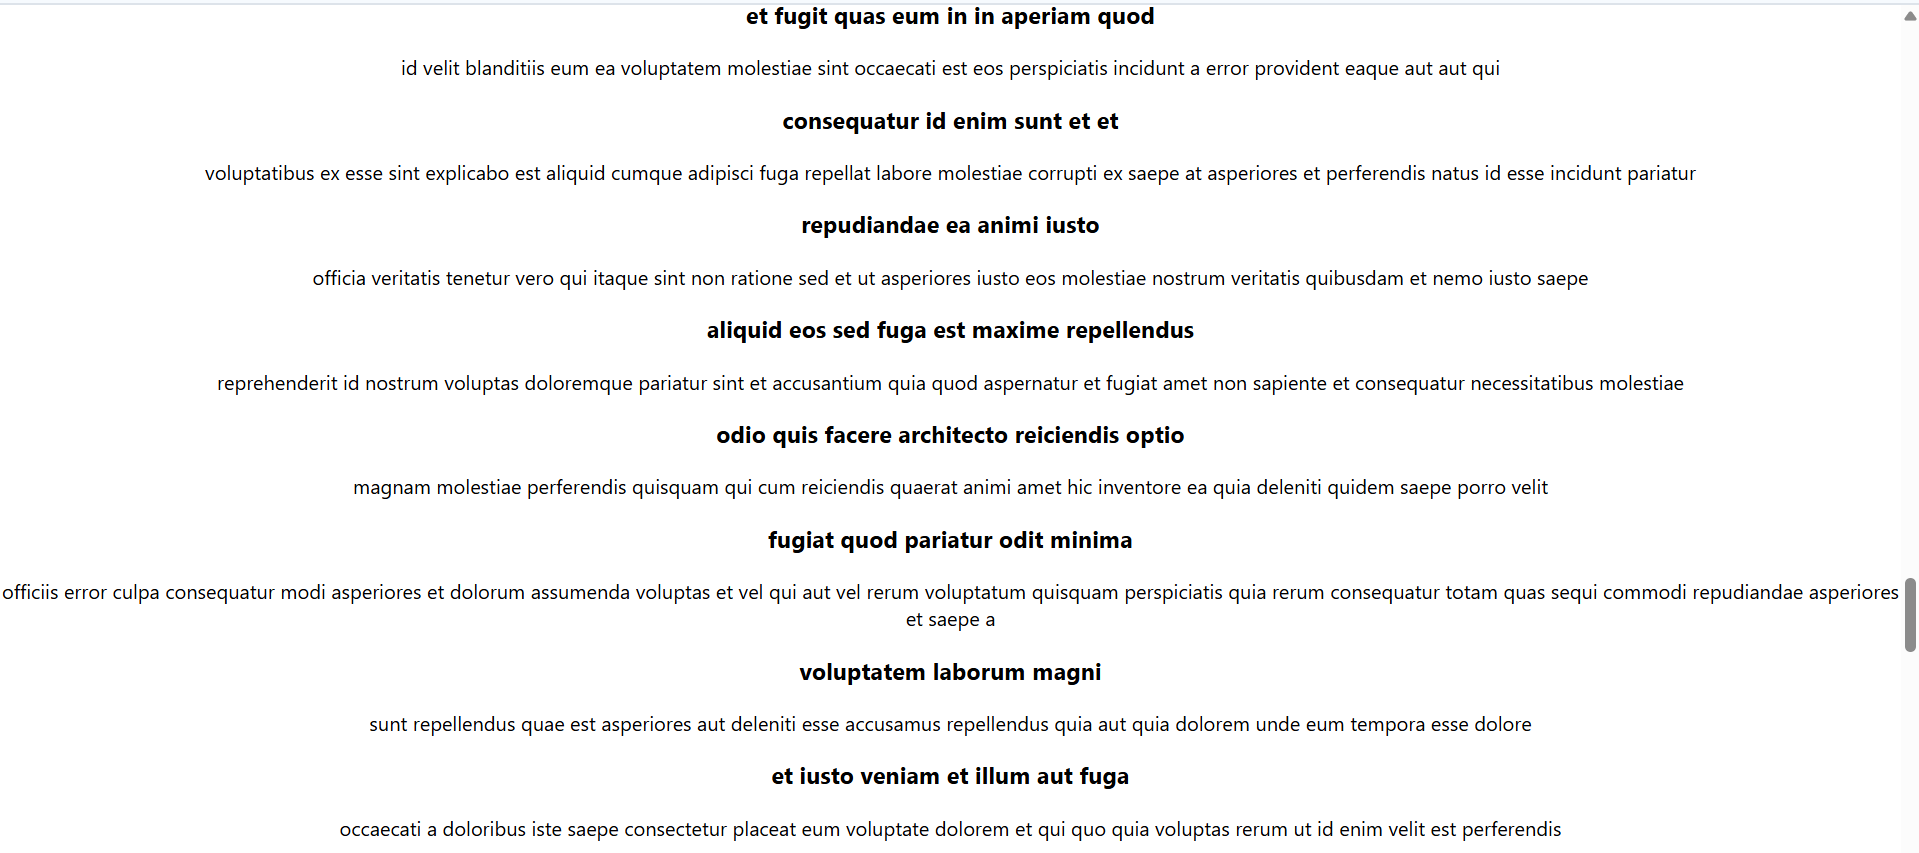 et fugit quas eum in in aperiam quod
id velit blanditiis eum ea voluptatem molestiae sint occaecati est eos perspiciatis incidunt a error provident eaque aut aut qui
consequatur id enim sunt et et
voluptatibus ex esse sint explicabo est aliquid cumque adipisci fuga repellat labore molestiae corrupti ex saepe at asperiores et perferendis natus id esse incidunt pariatur
repudiandae ea animi iusto
officia veritatis tenetur vero qui itaque sint non ratione sed et ut asperiores iusto eos molestiae nostrum veritatis quibusdam et nemo iusto saepe
aliquid eos sed fuga est maxime repellendus
reprehenderit id nostrum voluptas doloremque pariatur sint et accusantium quia quod aspernatur et fugiat amet non sapiente et consequatur necessitatibus molestiae
odio quis facere architecto reiciendis optio
magnam molestiae perferendis quisquam qui cum reiciendis quaerat animi amet hic inventore ea quia deleniti quidem saepe porro velit
fugiat quod pariatur odit minima
officiis error culpa consequatur modi asperiores et dolorum assumenda voluptas et vel qui aut vel rerum voluptatum quisquam perspiciatis quia rerum consequatur totam quas sequi commodi repudiandae asperiores
et saepe a
voluptatem laborum magni
sunt repellendus quae est asperiores aut deleniti esse accusamus repellendus quia aut quia dolorem unde eum tempora esse dolore
et iusto veniam et illum aut fuga
occaecati a doloribus iste saepe consectetur placeat eum voluptate dolorem et qui quo quia voluptas rerum ut id enim velit est perferendis